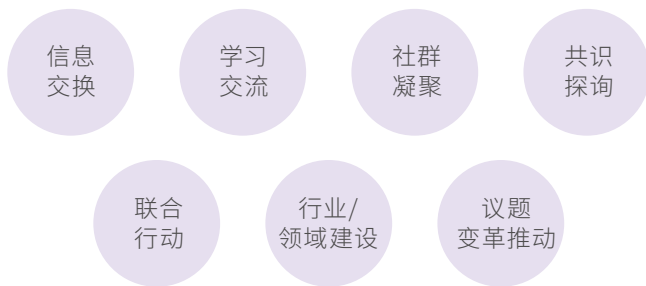 信息
交换
学习
交流
社群
凝聚
共识
探询
联合
行动
行业/
领域建设
议题
变革推动